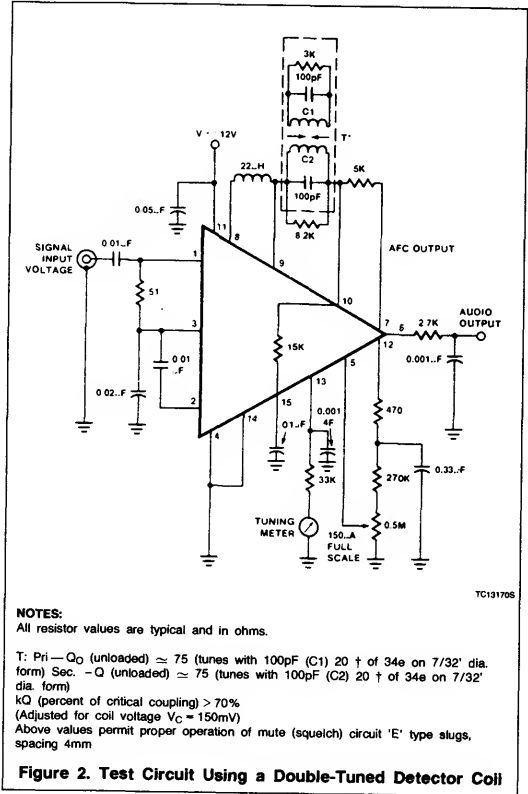 3K
100pF
C1
T*
C2
100pF
8.2K
V + 12V
22..H
5K
0.05..F
0.01..F
SIGNAL
INPUT
VOLTAGE
11
8
9
10
1
51
3
0.01
..F
0.02..F
2
4
14
15K
15
13
5
12
7
6
AFC OUTPUT
2.7K
AUDIO
OUTPUT
0.001..F
.01..F
0.001
4F
33K
TUNING
METER
150..A
FULL
SCALE
470
270K
0.33..F
0.5M
TC13170S
NOTES:
All resistor values are typical and in ohms.
T: Pri — QO (unloaded) ≃ 75 (tunes with 100pF (C1) 20 † of 34e on 7/32' dia.
form) Sec. – Q (unloaded) ≃ 75 (tunes with 100pF (C2) 20 † of 34e on 7/32'
dia. form)
kQ (percent of critical coupling) > 70%
(Adjusted for coil voltage VC = 150mV)
Above values permit proper operation of mute (squelch) circuit 'E' type slugs,
spacing 4mm
Figure 2. Test Circuit Using a Double-Tuned Detector Coil